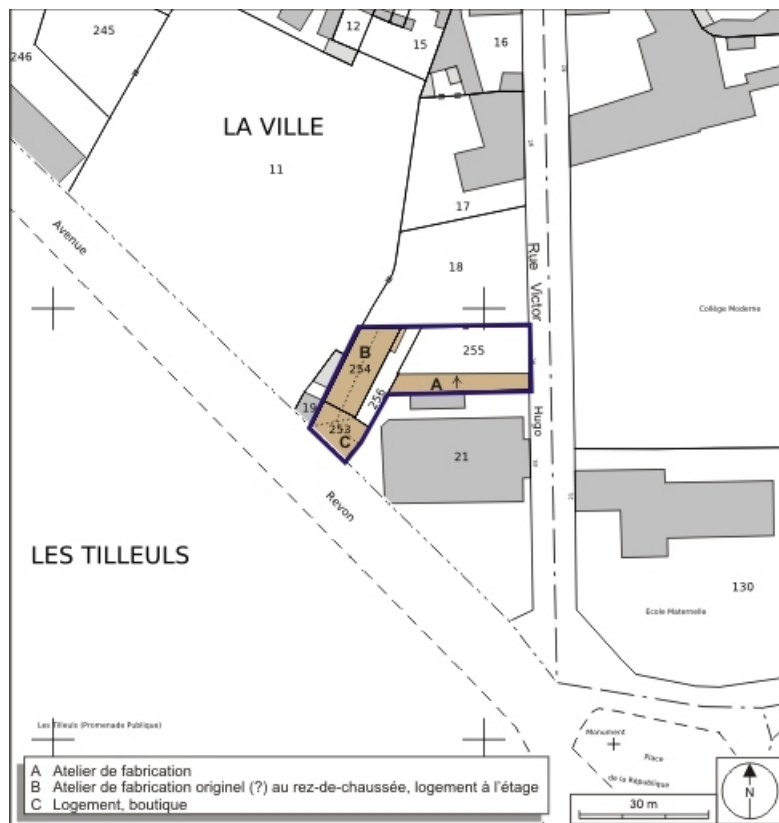 245
12
15
16
246
LA VILLE
11
17
Avenue
18
Rue Victor
Collège Moderne
B
254
255
A
256
19
253
C
Hugo
21
Revon
LES TILLEULS
130
Ecole Maternelle
Les Tilleuls (Promenade Publique)
Monument
Place
de la République
A Atelier de fabrication
B Atelier de fabrication originel (?) au rez-de-chaussée, logement à l'étage
C Logement, boutique
30 m
N